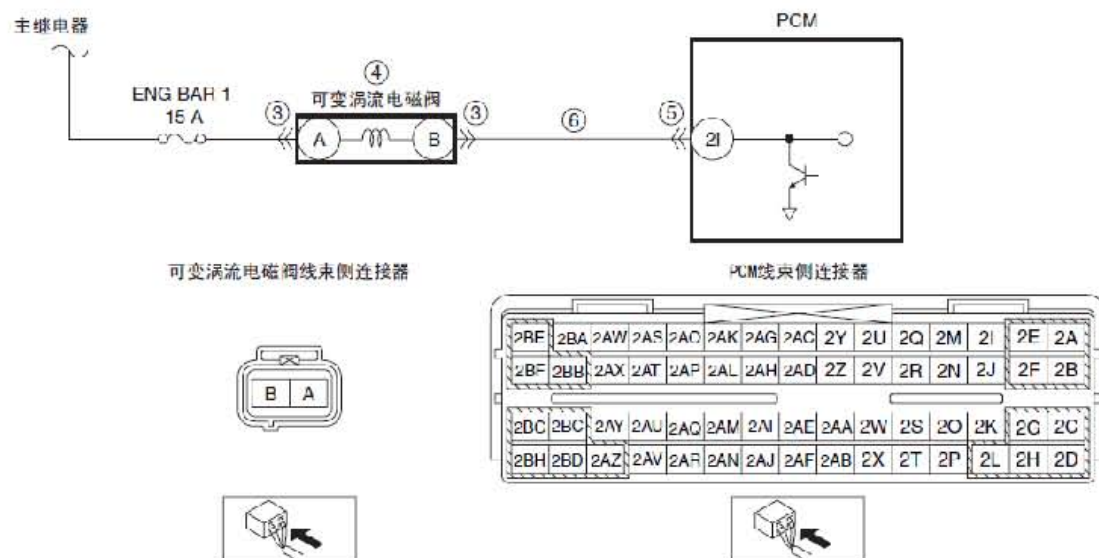 主继电器
PCM
ENG BAH 1
15 A
④
可变涡流电磁阀
③
③
⑥
⑤
A
B
2I
可变涡流电磁阀线束侧连接器
PCM线束侧连接器
B A
2BE 2BA 2AW 2AS 2AO 2AK 2AG 2AC 2Y 2U 2Q 2M 2I 2E 2A
2BF 2BB 2AX 2AT 2AP 2AL 2AH 2AD 2Z 2V 2R 2N 2J 2F 2B
2BC 2BC 2AY 2AU 2AQ 2AM 2AI 2AE 2AA 2W 2S 2O 2K 2G 2C
2BH 2BD 2AZ 2AV 2AR 2AN 2AJ 2AF 2AB 2X 2T 2P 2L 2H 2D